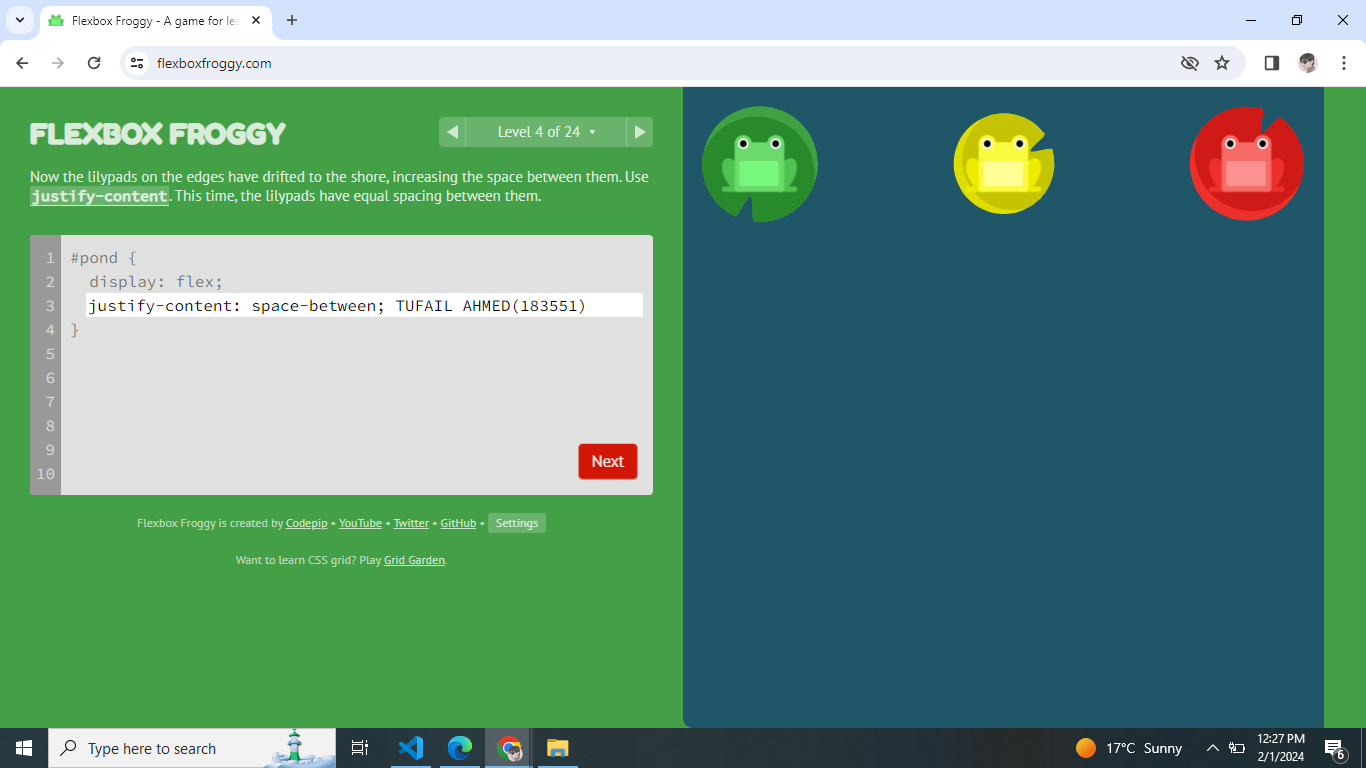 Flexbox Froggy - A game for lea
flexboxfroggy.com
FLEXBOX FROGGY
Level 4 of 24
Now the lilypads on the edges have drifted to the shore, increasing the space between them. Use
justify-content. This time, the lilypads have equal spacing between them.
1 #pond {
2 display: flex;
3 justify-content: space-between; TUFAIL AHMED(183551)
4 }
5
6
7
8
9
10
Next
Flexbox Froggy is created by Codepip • YouTube • Twitter • GitHub • Settings
Want to learn CSS grid? Play Grid Garden.
Type here to search
17°C Sunny
12:27 PM
2/1/2024
6